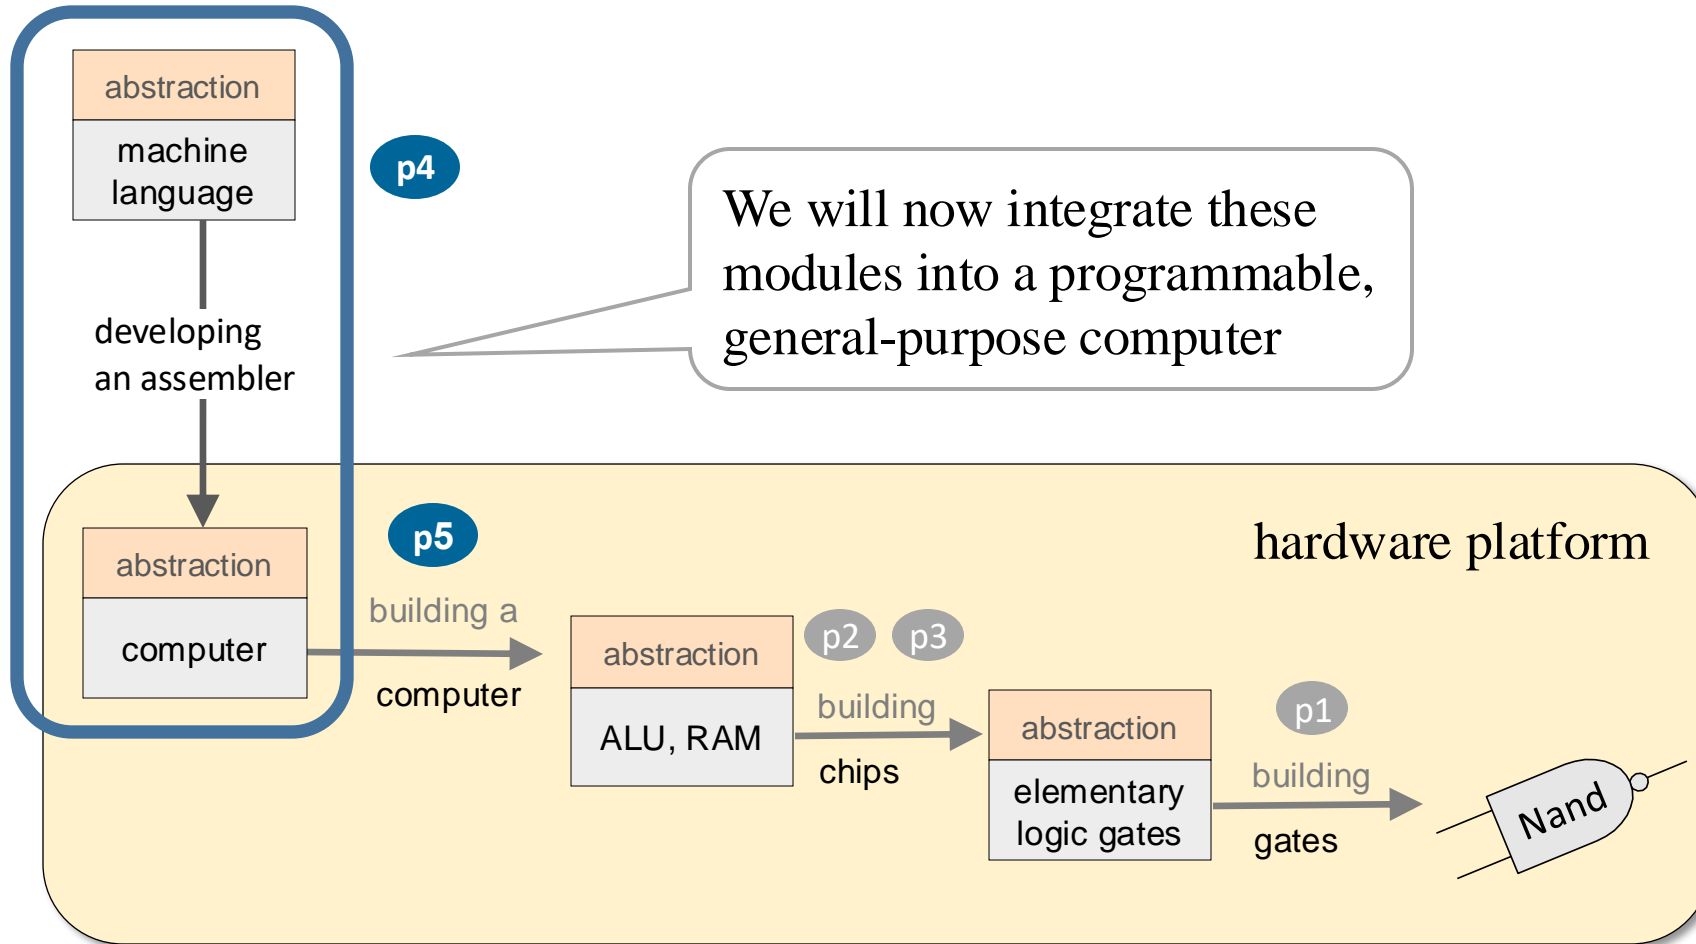 abstraction
machine
language
p4
We will now integrate these
modules into a programmable,
general-purpose computer
developing
an assembler
p5
hardware platform
abstraction
computer
building a
computer
abstraction
ALU, RAM
p2
p3
building
chips
abstraction
elementary
logic gates
p1
building
gates
Nand